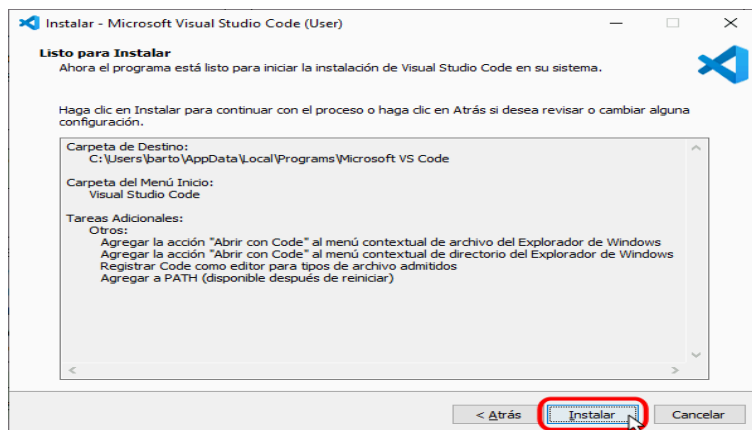 Instalar - Microsoft Visual Studio Code (User)
Listo para Instalar
Ahora el programa está listo para iniciar la instalación de Visual Studio Code en su sistema.
Haga clic en Instalar para continuar con el proceso o haga clic en Atrás si desea revisar o cambiar alguna
configuración.
Carpeta de Destino:
C:\Users\barto\AppData\Local\Programs\Microsoft VS Code
Carpeta del Menú Inicio:
Visual Studio Code
Tareas Adicionales:
Otros:
Agregar la acción "Abrir con Code" al menú contextual de archivo del Explorador de Windows
Agregar la acción "Abrir con Code" al menú contextual de directorio del Explorador de Windows
Registrar Code como editor para tipos de archivo admitidos
Agregar a PATH (disponible después de reiniciar)
< Atrás
Instalar
Cancelar